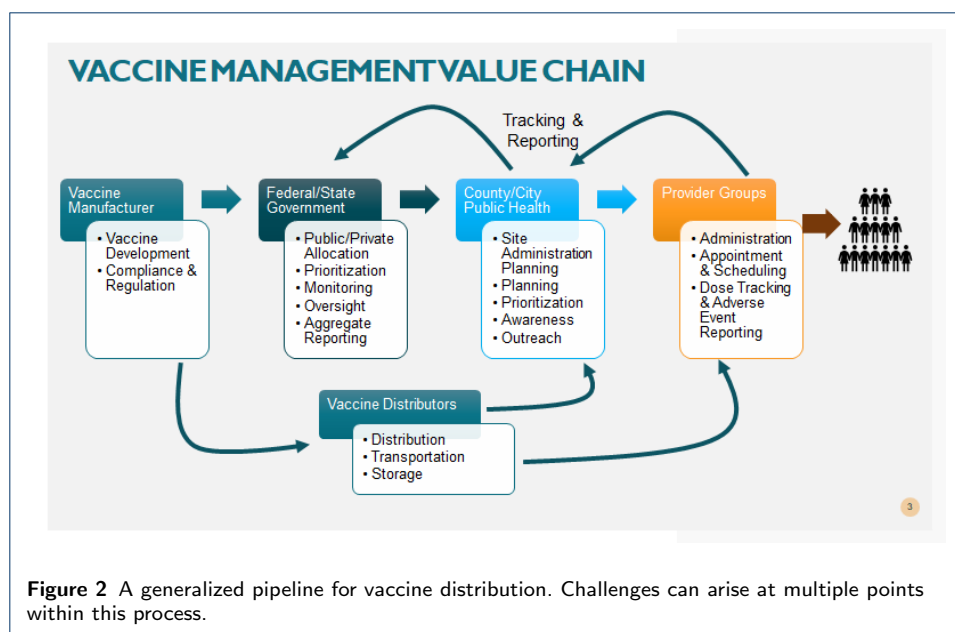 VACCINE MANAGEMENT VALUE CHAIN
Tracking &
Reporting
Vaccine
Manufacturer
• Vaccine
Development
• Compliance &
Regulation
Federal/State
Government
• Public/Private
Allocation
• Prioritization
• Monitoring
• Oversight
• Aggregate
Reporting
County/City
Public Health
• Site
Administration
Planning
• Planning
• Prioritization
• Awareness
• Outreach
Provider Groups
• Administration
• Appointment
& Scheduling
• Dose Tracking
& Adverse
Event
Reporting
Vaccine Distributors
• Distribution
• Transportation
• Storage
3
Figure 2 A generalized pipeline for vaccine distribution. Challenges can arise at multiple points
within this process.